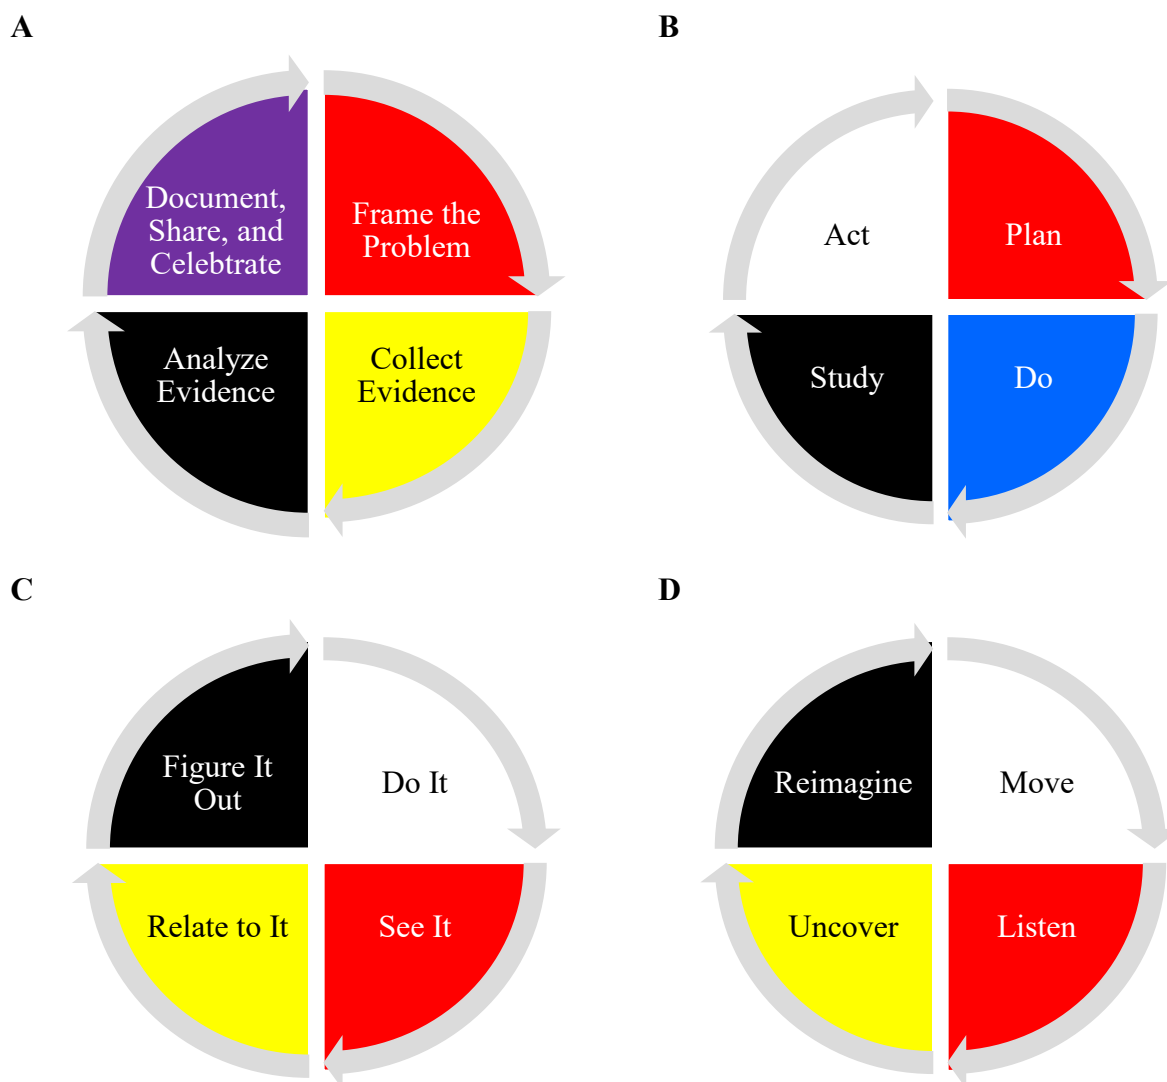 A
Document,
Share, and
Celebtrate
Frame the
Problem
Analyze
Evidence
Collect
Evidence
B
Act
Plan
Study
Do
C
Figure It
Out
Do It
Relate to It
See It
D
Reimagine
Move
Uncover
Listen